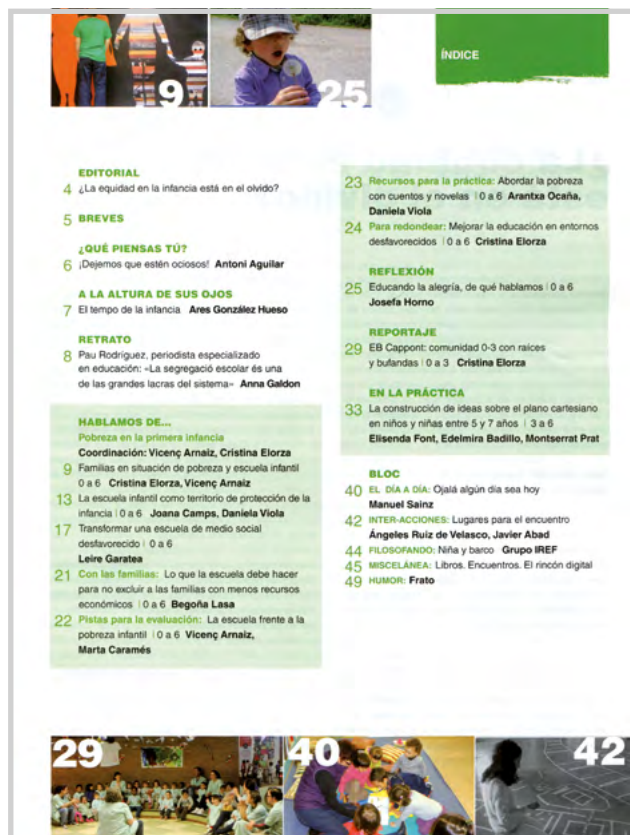 9
25
ÍNDICE
EDITORIAL
4 ¿La equidad en la infancia está en el olvido?
5 BREVES
¿QUÉ PIENSAS TÚ?
6 ¡Dejemos que estén ociosos! Antoni Aguilar
A LA ALTURA DE SUS OJOS
7 El tempo de la infancia Ares González Hueso
RETRATO
8 Pau Rodríguez, periodista especializado
en educación: «La segregació escolar és una
de las grandes lacras del sistema» Anna Galdon
HABLAMOS DE...
Pobreza en la primera infancia
Coordinación: Vicenç Arnaiz, Cristina Elorza
9 Familias en situación de pobreza y escuela infantil
0 a 6 Cristina Elorza, Vicenç Arnaiz
13 La escuela infantil como territorio de protección de la
infancia | 0 a 6 Joana Camps, Daniela Viola
17 Transformar una escuela de medio social
desfavorecido | 0 a 6
Leire Garatea
21 Con las familias: Lo que la escuela debe hacer
para no excluir a las familias con menos recursos
económicos | 0 a 6 Begoña Lasa
22 Pistas para la evaluación: La escuela frente a la
pobreza infantil | 0 a 6 Vicenç Arnaiz,
Marta Caramés
23 Recursos para la práctica: Abordar la pobreza
con cuentos y novelas | 0 a 6 Arantxa Ocaña,
Daniela Viola
24 Para redondear: Mejorar la educación en entornos
desfavorecidos | 0 a 6 Cristina Elorza
REFLEXIÓN
25 Educando la alegría, de qué hablamos | 0 a 6
Josefa Horno
REPORTAJE
29 EB Cappont: comunidad 0-3 con raíces
y bufandas | 0 a 3 Cristina Elorza
EN LA PRÁCTICA
33 La construcción de ideas sobre el plano cartesiano
en niños y niñas entre 5 y 7 años | 3 a 6
Elisenda Font, Edelmira Badillo, Montserrat Prat
BLOC
40 EL DÍA A DÍA: Ojalá algún día sea hoy
Manuel Sainz
42 INTER-ACCIONES: Lugares para el encuentro
Ángeles Ruiz de Velasco, Javier Abad
44 FILOSOFANDO: Niña y barco Grupo IREF
45 MISCELÁNEA: Libros. Encuentros. El rincón digital
49 HUMOR: Frato
29
40
42